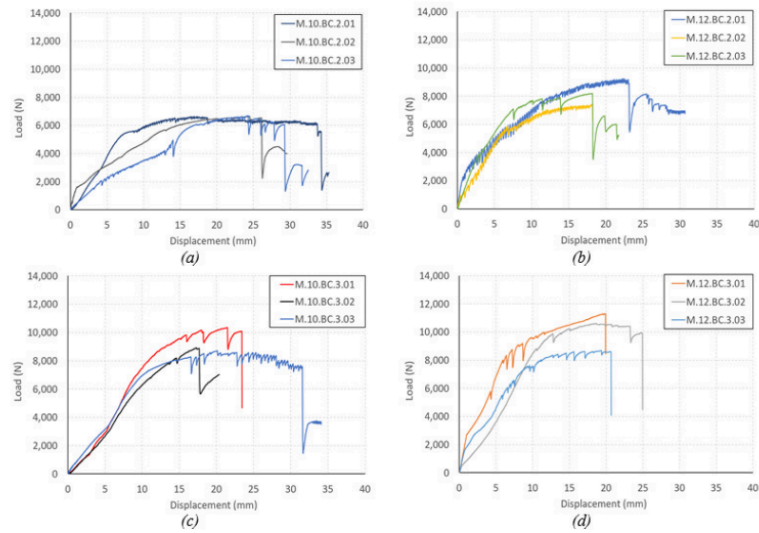 14,000
12,000
10,000
8,000
6,000
4,000
2,000
0
Load (N)
M.10.BC.2.01
M.10.BC.2.02
M.10.BC.2.03
0 5 10 15 20 25 30 35 40
Displacement (mm)
(a)
14,000
12,000
10,000
8,000
6,000
4,000
2,000
0
Load (N)
M.12.BC.2.01
M.12.BC.2.02
M.12.BC.2.03
0 5 10 15 20 25 30 35 40
Displacement (mm)
(b)
14,000
12,000
10,000
8,000
6,000
4,000
2,000
0
Load (N)
M.10.BC.3.01
M.10.BC.3.02
M.10.BC.3.03
0 5 10 15 20 25 30 35 40
Displacement (mm)
(c)
14,000
12,000
10,000
8,000
6,000
4,000
2,000
0
Load (N)
M.12.BC.3.01
M.12.BC.3.02
M.12.BC.3.03
0 5 10 15 20 25 30 35 40
Displacement (mm)
(d)